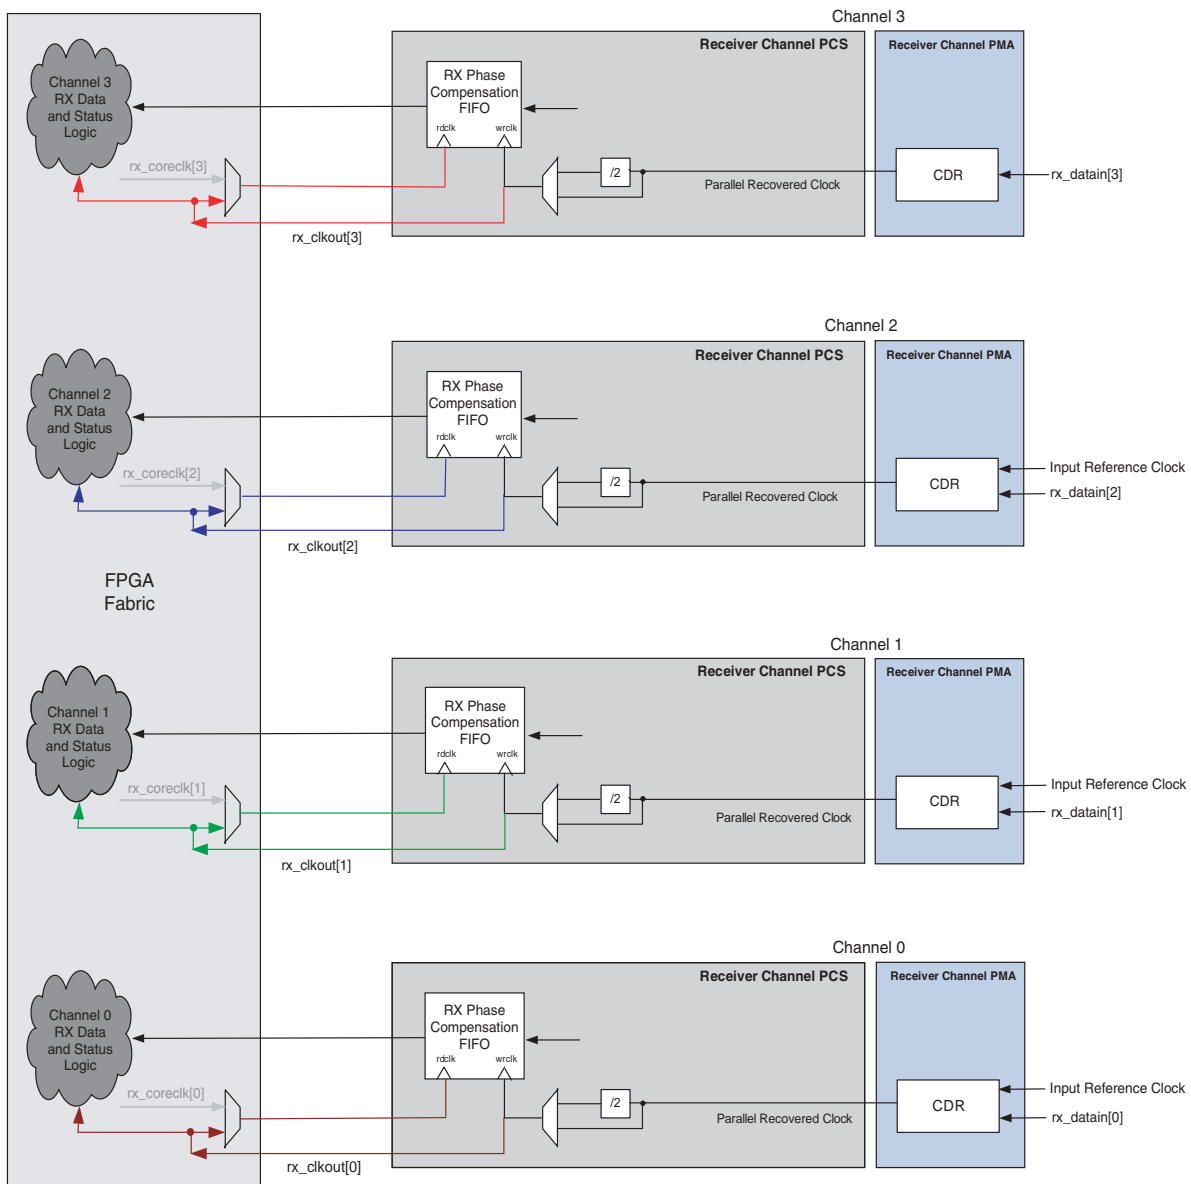 Channel 3
Receiver Channel PCS
Receiver Channel PMA
Channel 3
RX Data
and Status
Logic
RX Phase
Compensation
FIFO
rdclk
wrclk
rx_coreclk[3]
/2
Parallel Recovered Clock
CDR
rx_datain[3]
rx_clkout[3]
Channel 2
Receiver Channel PCS
Receiver Channel PMA
Channel 2
RX Data
and Status
Logic
RX Phase
Compensation
FIFO
rdclk
wrclk
rx_coreclk[2]
/2
Parallel Recovered Clock
CDR
Input Reference Clock
rx_datain[2]
rx_clkout[2]
FPGA
Fabric
Channel 1
Receiver Channel PCS
Receiver Channel PMA
Channel 1
RX Data
and Status
Logic
RX Phase
Compensation
FIFO
rdclk
wrclk
rx_coreclk[1]
/2
Parallel Recovered Clock
CDR
Input Reference Clock
rx_datain[1]
rx_clkout[1]
Channel 0
Receiver Channel PCS
Receiver Channel PMA
Channel 0
RX Data
and Status
Logic
RX Phase
Compensation
FIFO
rdclk
wrclk
rx_coreclk[0]
/2
Parallel Recovered Clock
CDR
Input Reference Clock
rx_datain[0]
rx_clkout[0]